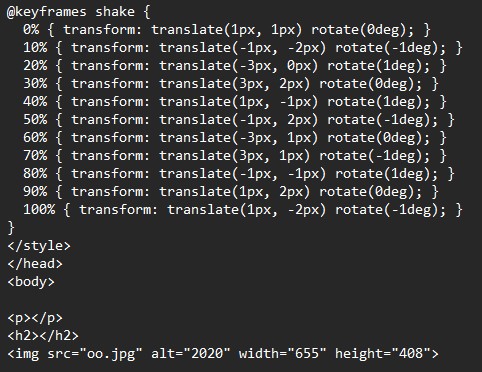 @keyframes shake {
  0% { transform: translate(1px, 1px) rotate(0deg); }
  10% { transform: translate(-1px, -2px) rotate(-1deg); }
  20% { transform: translate(-3px, 0px) rotate(1deg); }
  30% { transform: translate(3px, 2px) rotate(0deg); }
  40% { transform: translate(1px, -1px) rotate(1deg); }
  50% { transform: translate(-1px, 2px) rotate(-1deg); }
  60% { transform: translate(-3px, 1px) rotate(0deg); }
  70% { transform: translate(3px, 1px) rotate(-1deg); }
  80% { transform: translate(-1px, -1px) rotate(1deg); }
  90% { transform: translate(1px, 2px) rotate(0deg); }
  100% { transform: translate(1px, -2px) rotate(-1deg); }
}
</style>
</head>
<body>

<p></p>
<h2></h2>
<img src="oo.jpg" alt="2020" width="655" height="408">